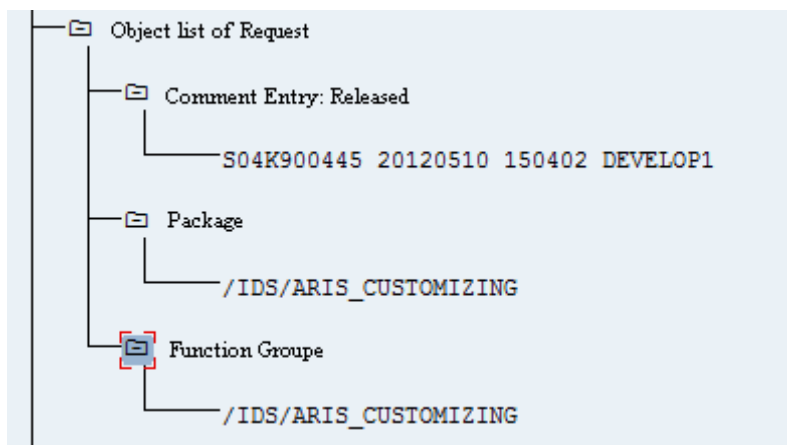 Object list of Request
Comment Entry: Released
S04K900445 20120510 150402 DEVELOP1
Package
/IDS/ARIS_CUSTOMIZING
Function Groupe
/IDS/ARIS_CUSTOMIZING